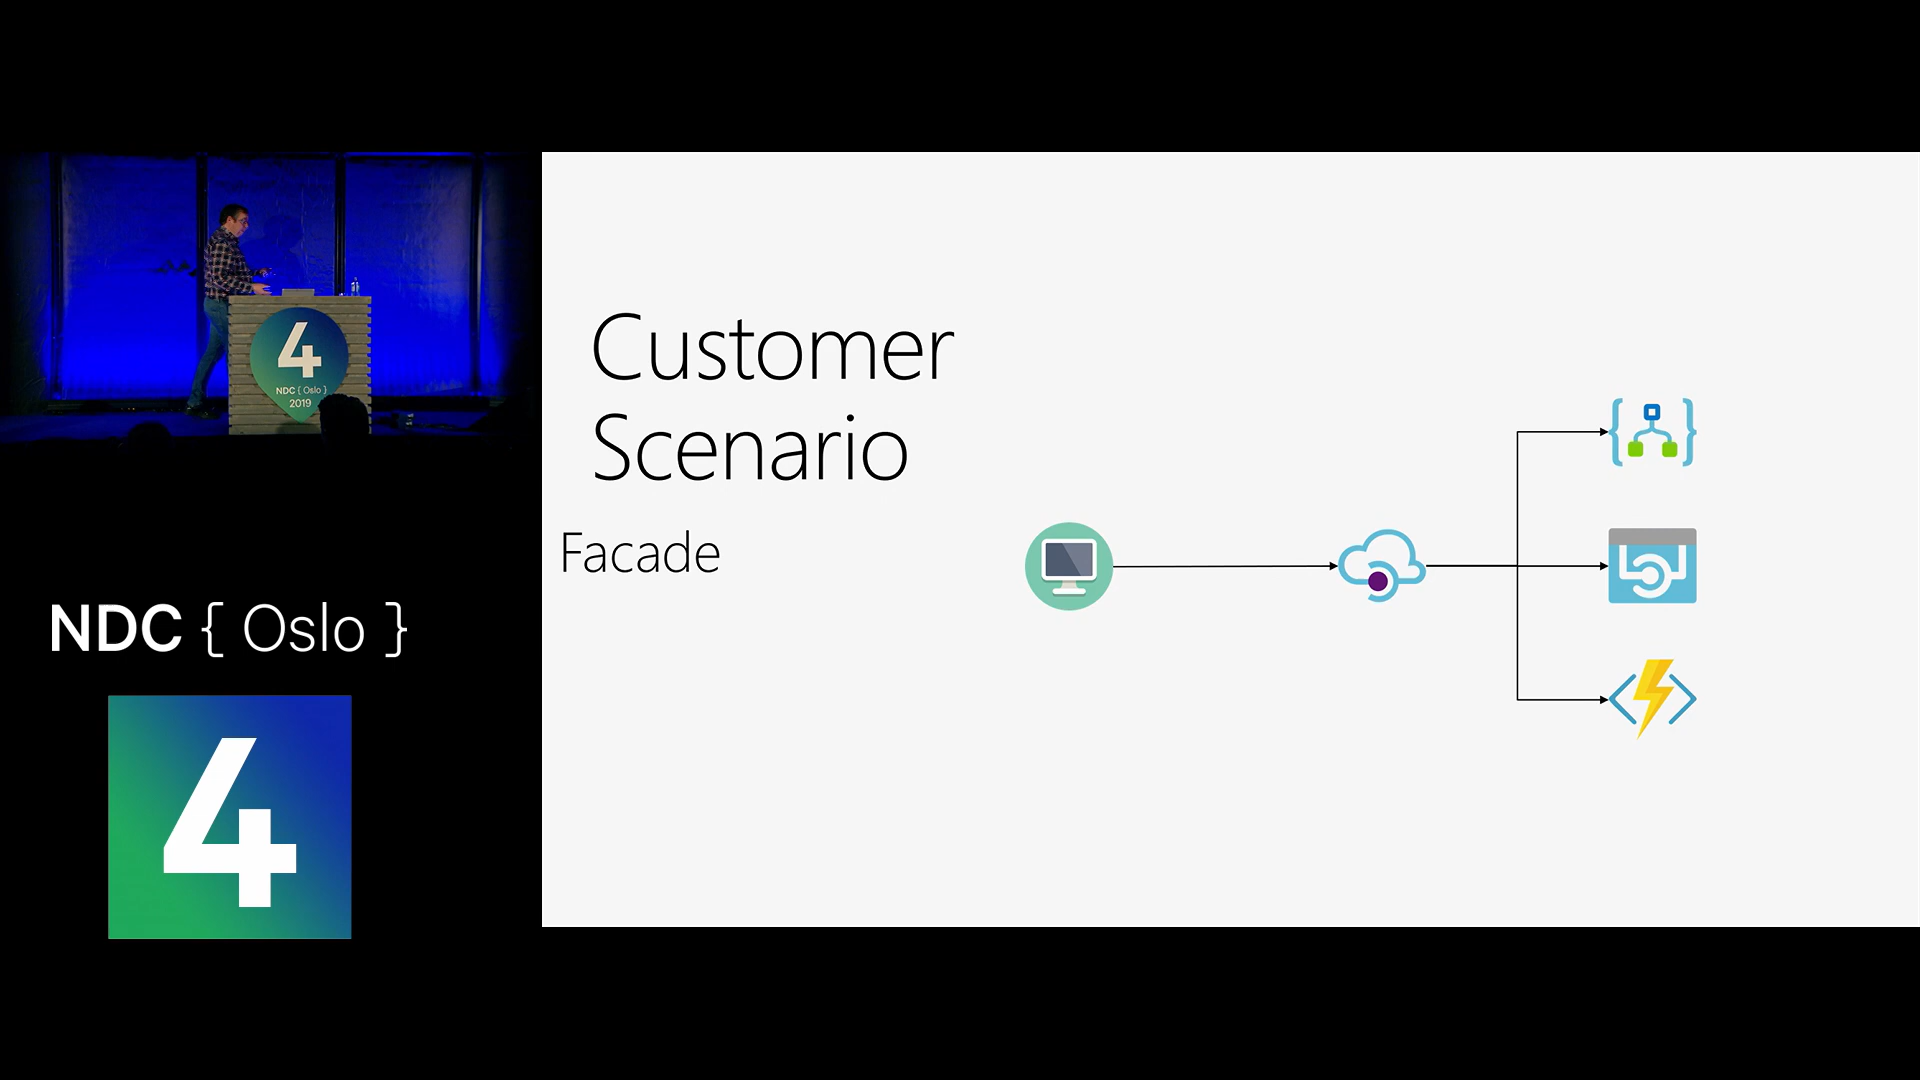 4
NDC { Oslo }
2019
NDC { Oslo }
4
Customer
Scenario
Facade